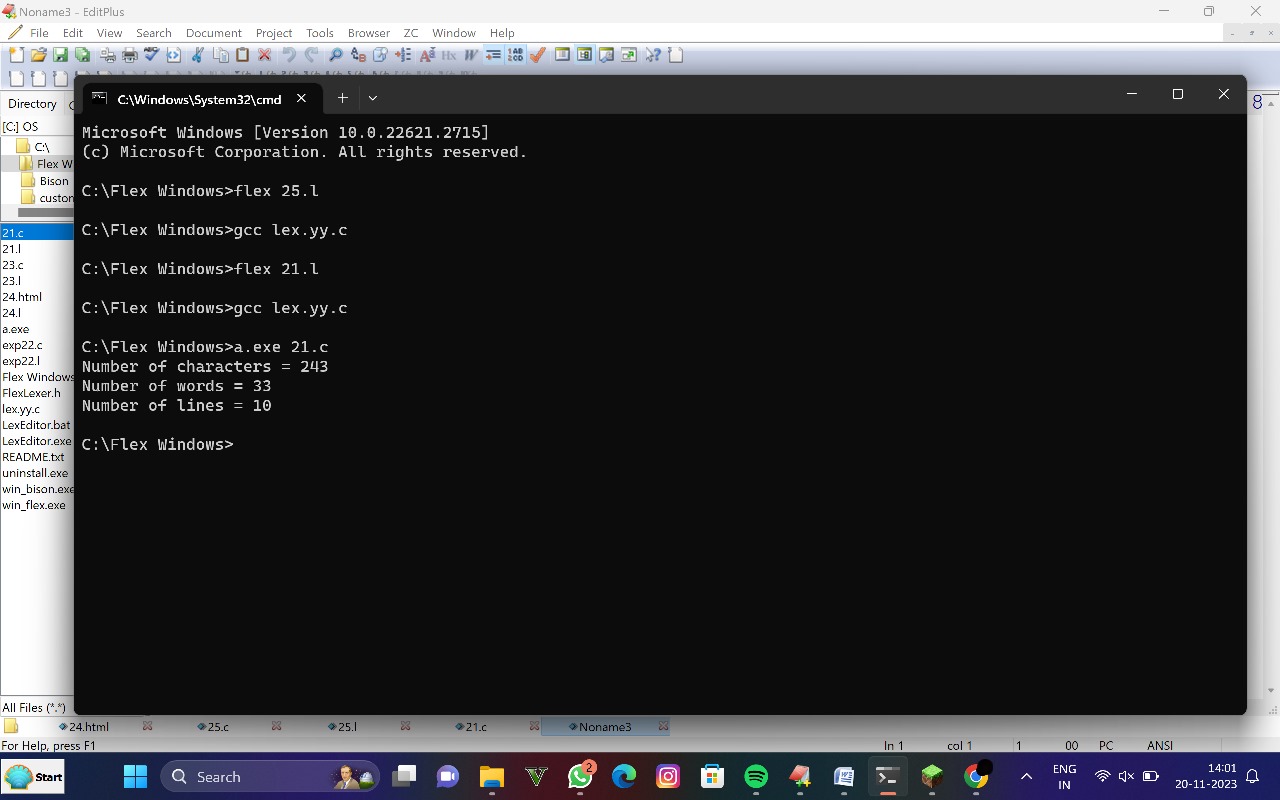 Noname3 - EditPlus
File Edit View Search Document Project Tools Browser ZC Window Help
Directory
[C:] OS
C:\
Flex W
Bison
custom
21.c
21.l
23.c
23.l
24.html
24.l
a.exe
exp22.c
exp22.l
Flex Windows
FlexLexer.h
lex.yy.c
LexEditor.bat
LexEditor.exe
README.txt
uninstall.exe
win_bison.exe
win_flex.exe
All Files (*.*)
C:\Windows\System32\cmd
Microsoft Windows [Version 10.0.22621.2715]
(c) Microsoft Corporation. All rights reserved.
C:\Flex Windows>flex 25.l
C:\Flex Windows>gcc lex.yy.c
C:\Flex Windows>flex 21.l
C:\Flex Windows>gcc lex.yy.c
C:\Flex Windows>a.exe 21.c
Number of characters = 243
Number of words = 33
Number of lines = 10
C:\Flex Windows>
8
24.html 25.c 25.l 21.c Noname3
For Help, press F1 ln 1 col 1 1 00 PC ANSI
Start Search 2 ENG IN 14:01 20-11-2023